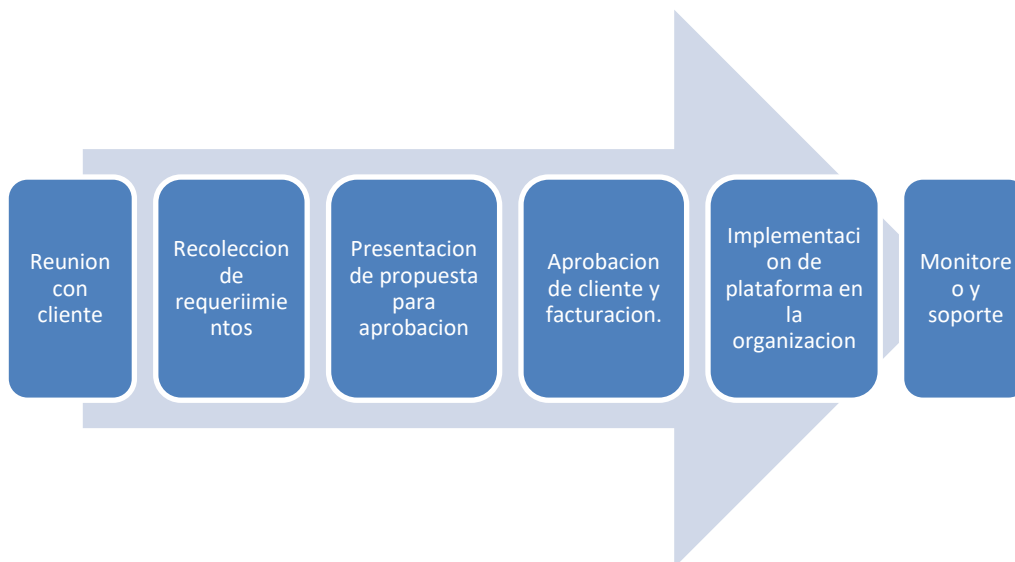 Reunion
con
cliente
Recoleccion
de
requeriimie
ntos
Presentacion
de propuesta
para
aprobacion
Aprobacion
de cliente y
facturacion.
Implementaci
on de
plataforma en
la
organizacion
Monitore
o y
soporte